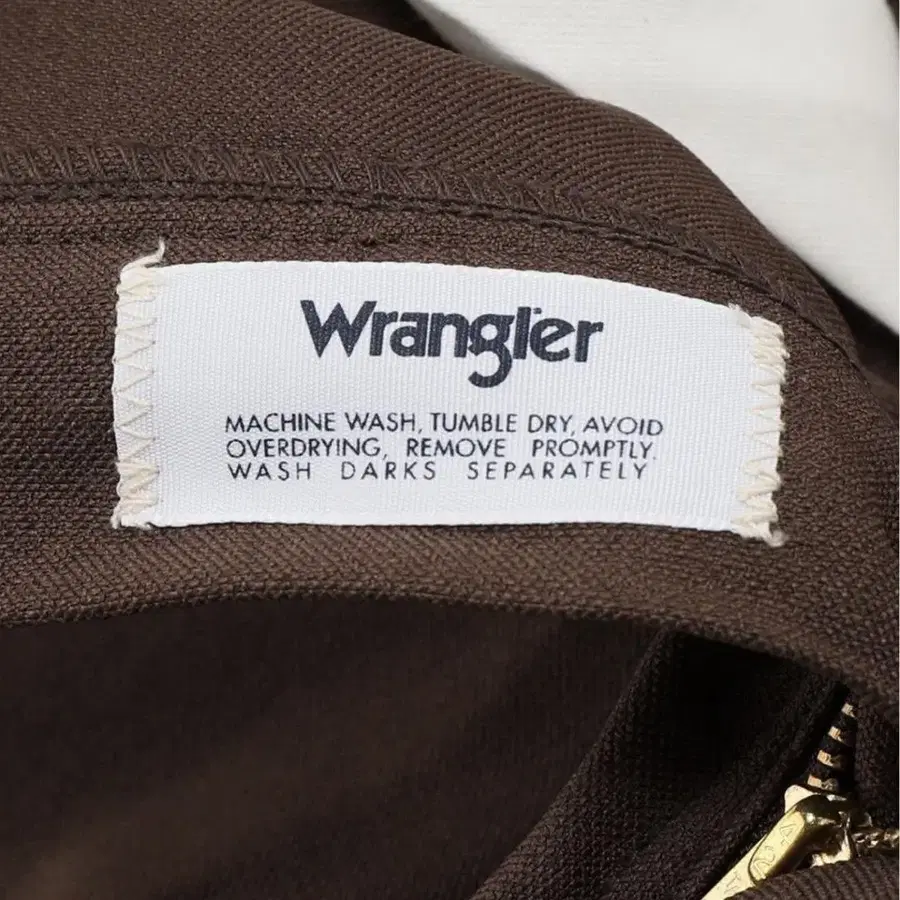 Wrangler
MACHINE WASH, TUMBLE DRY, AVOID
OVERDRYING, REMOVE PROMPTLY.
WASH DARKS SEPARATELY